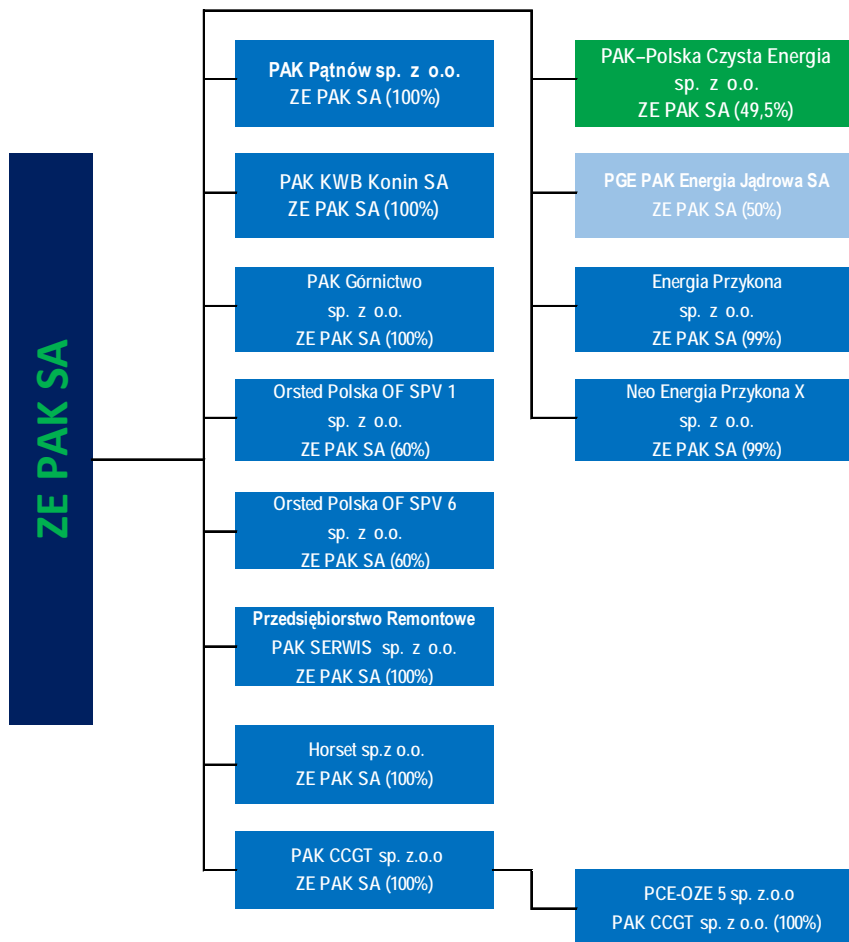 ZE PAK SA
PAK Pątnów sp. z o.o.
ZE PAK SA (100%)
PAK KWB Konin SA
ZE PAK SA (100%)
PAK Górnictwo
sp. z o.o.
ZE PAK SA (100%)
Orsted Polska OF SPV 1
sp. z o.o.
ZE PAK SA (60%)
Orsted Polska OF SPV 6
sp. z o.o.
ZE PAK SA (60%)
Przedsiębiorstwo Remontowe
PAK SERWIS sp. z o.o.
ZE PAK SA (100%)
Horset sp.z o.o.
ZE PAK SA (100%)
PAK CCGT sp. z.o.o
ZE PAK SA (100%)
PAK–Polska Czysta Energia
sp. z o.o.
ZE PAK SA (49,5%)
PGE PAK Energia Jądrowa SA
ZE PAK SA (50%)
Energia Przykona
sp. z o.o.
ZE PAK SA (99%)
Neo Energia Przykona X
sp. z o.o.
ZE PAK SA (99%)
PCE-OZE 5 sp. z.o.o
PAK CCGT sp. z o.o. (100%)